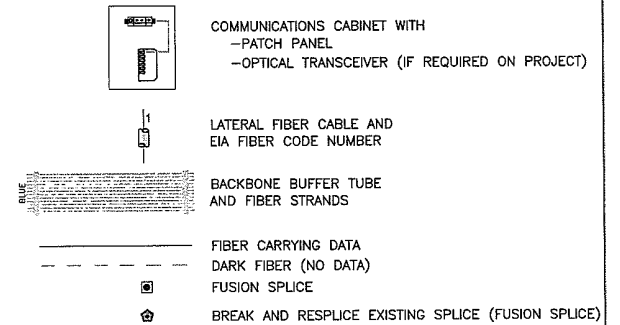 COMMUNICATIONS CABINET WITH
-PATCH PANEL
-OPTICAL TRANSCEIVER (IF REQUIRED ON PROJECT)
1
LATERAL FIBER CABLE AND
EIA FIBER CODE NUMBER
BLUE
BACKBONE BUFFER TUBE
AND FIBER STRANDS
FIBER CARRYING DATA
DARK FIBER (NO DATA)
FUSION SPLICE
BREAK AND RESPLICE EXISTING SPLICE (FUSION SPLICE)